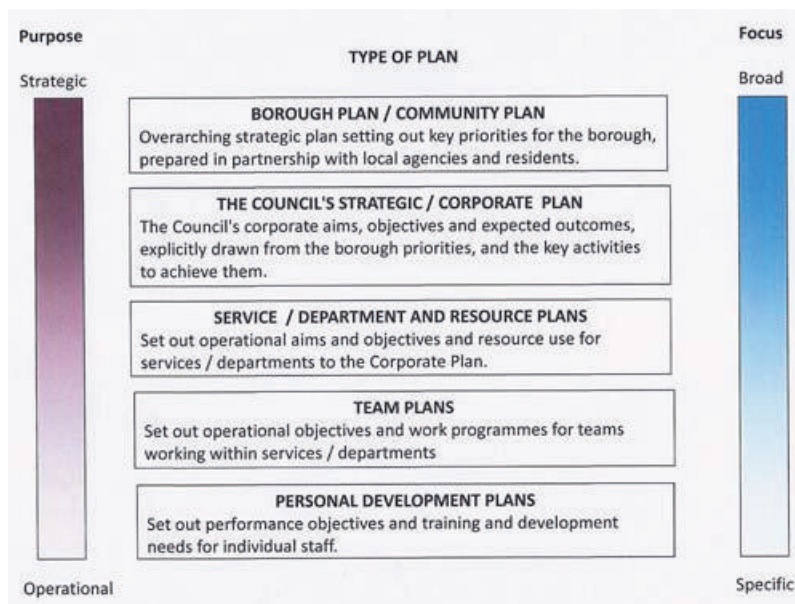 Purpose
Focus
TYPE OF PLAN
Strategic
Broad
BOROUGH PLAN / COMMUNITY PLAN
Overarching strategic plan setting out key priorities for the borough,
prepared in partnership with local agencies and residents.
THE COUNCIL'S STRATEGIC / CORPORATE PLAN
The Council's corporate aims, objectives and expected outcomes,
explicitly drawn from the borough priorities, and the key activities
to achieve them.
SERVICE / DEPARTMENT AND RESOURCE PLANS
Set out operational aims and objectives and resource use for
services / departments to the Corporate Plan.
TEAM PLANS
Set out operational objectives and work programmes for teams
working within services / departments
PERSONAL DEVELOPMENT PLANS
Set out performance objectives and training and development
needs for individual staff.
Operational
Specific